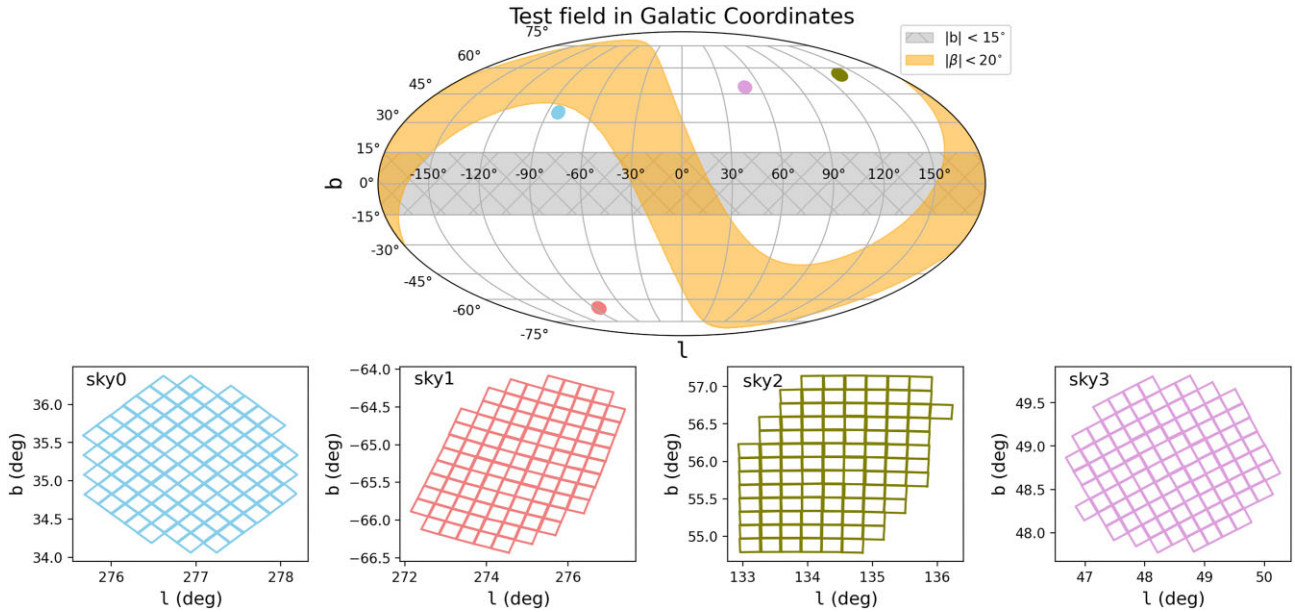 Test field in Galatic Coordinates
|b| < 15°
|β| < 20°
75°
60°
45°
30°
15°
0°
-15°
-30°
-45°
-60°
-75°
b
-150° -120° -90° -60° -30° 0° 30° 60° 90° 120° 150°
l
sky0
36.0
35.5
35.0
34.5
34.0
b (deg)
276 277 278
l (deg)
sky1
−64.0
−64.5
−65.0
−65.5
−66.0
−66.5
b (deg)
272 274 276
l (deg)
sky2
57.0
56.5
56.0
55.5
55.0
b (deg)
133 134 135 136
l (deg)
sky3
49.5
49.0
48.5
48.0
b (deg)
47 48 49 50
l (deg)